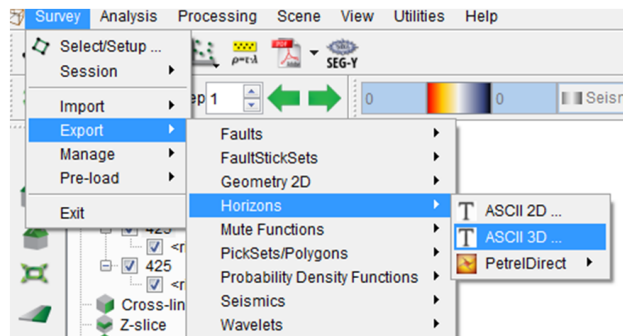 Survey Analysis Processing Scene View Utilities Help
Select/Setup ...
Session
PDF
ρ=τ·λ
SEG-Y
Import
ep 1
0
0
Seisr
Export
Manage
Pre-load
Exit
Faults
FaultStickSets
Geometry 2D
Horizons
Mute Functions
PickSets/Polygons
Probability Density Functions
Seismics
Wavelets
ASCII 2D ...
ASCII 3D ...
PetrelDirect
425
<r
425
<r
Cross-lin
Z-slice